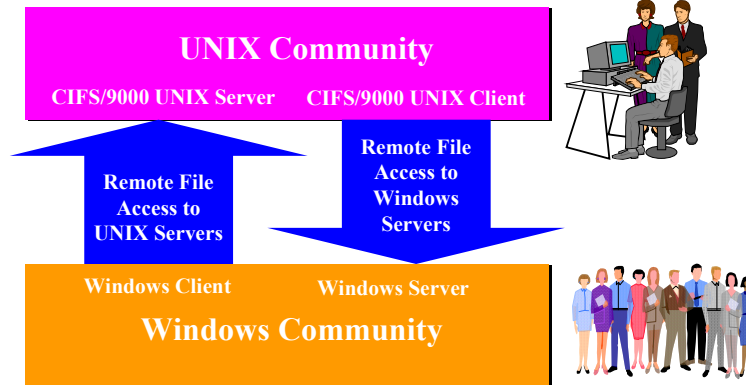 UNIX Community
CIFS/9000 UNIX Server
CIFS/9000 UNIX Client
Remote File
Access to
UNIX Servers
Remote File
Access to
Windows
Servers
Windows Client
Windows Server
Windows Community